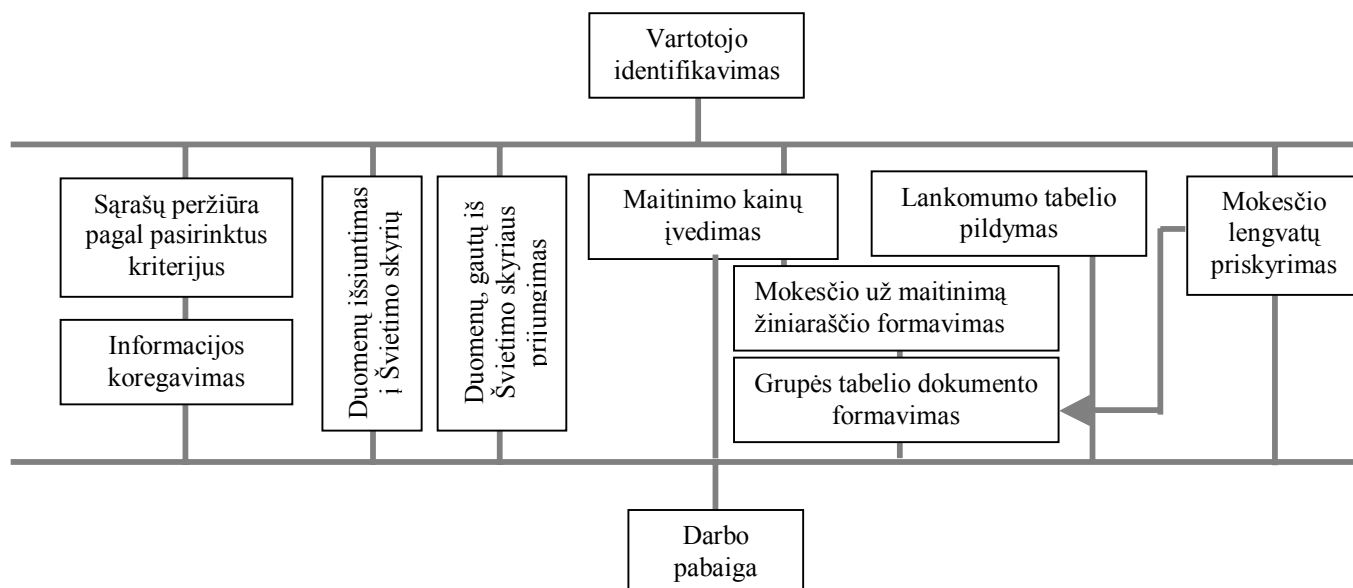 Vartotojo
identifikavimas
Sąrašų peržiūra
pagal pasirinktus
kriterijus
Informacijos
koregavimas
Duomenų išsiuntimas
į Švietimo skyrių
Duomenų, gautų iš
Švietimo skyriaus
prijungimas
Maitinimo kainų
įvedimas
Mokesčio už maitinimą
žiniaraščio formavimas
Grupės tabelio dokumento
formavimas
Lankomumo tabelio
pildymas
Mokesčio
lengvatų
priskyrimas
Darbo
pabaiga